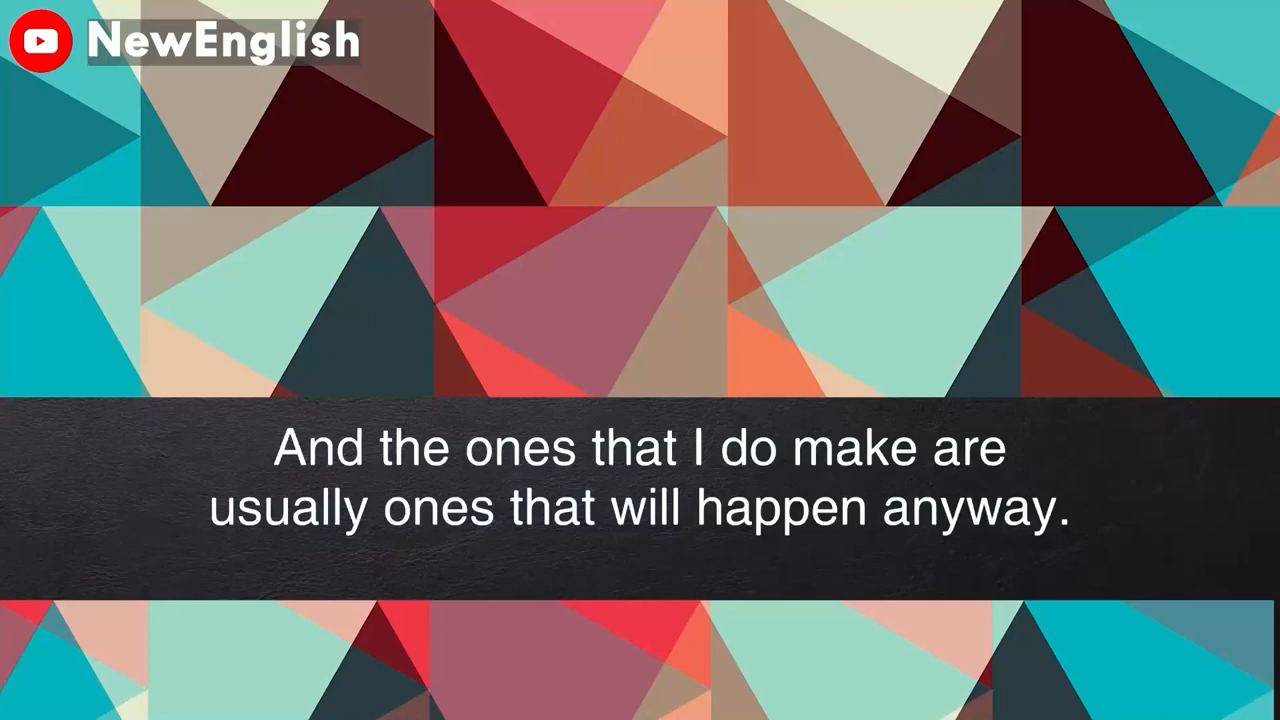 NewEnglish
And the ones that I do make are
usually ones that will happen anyway.